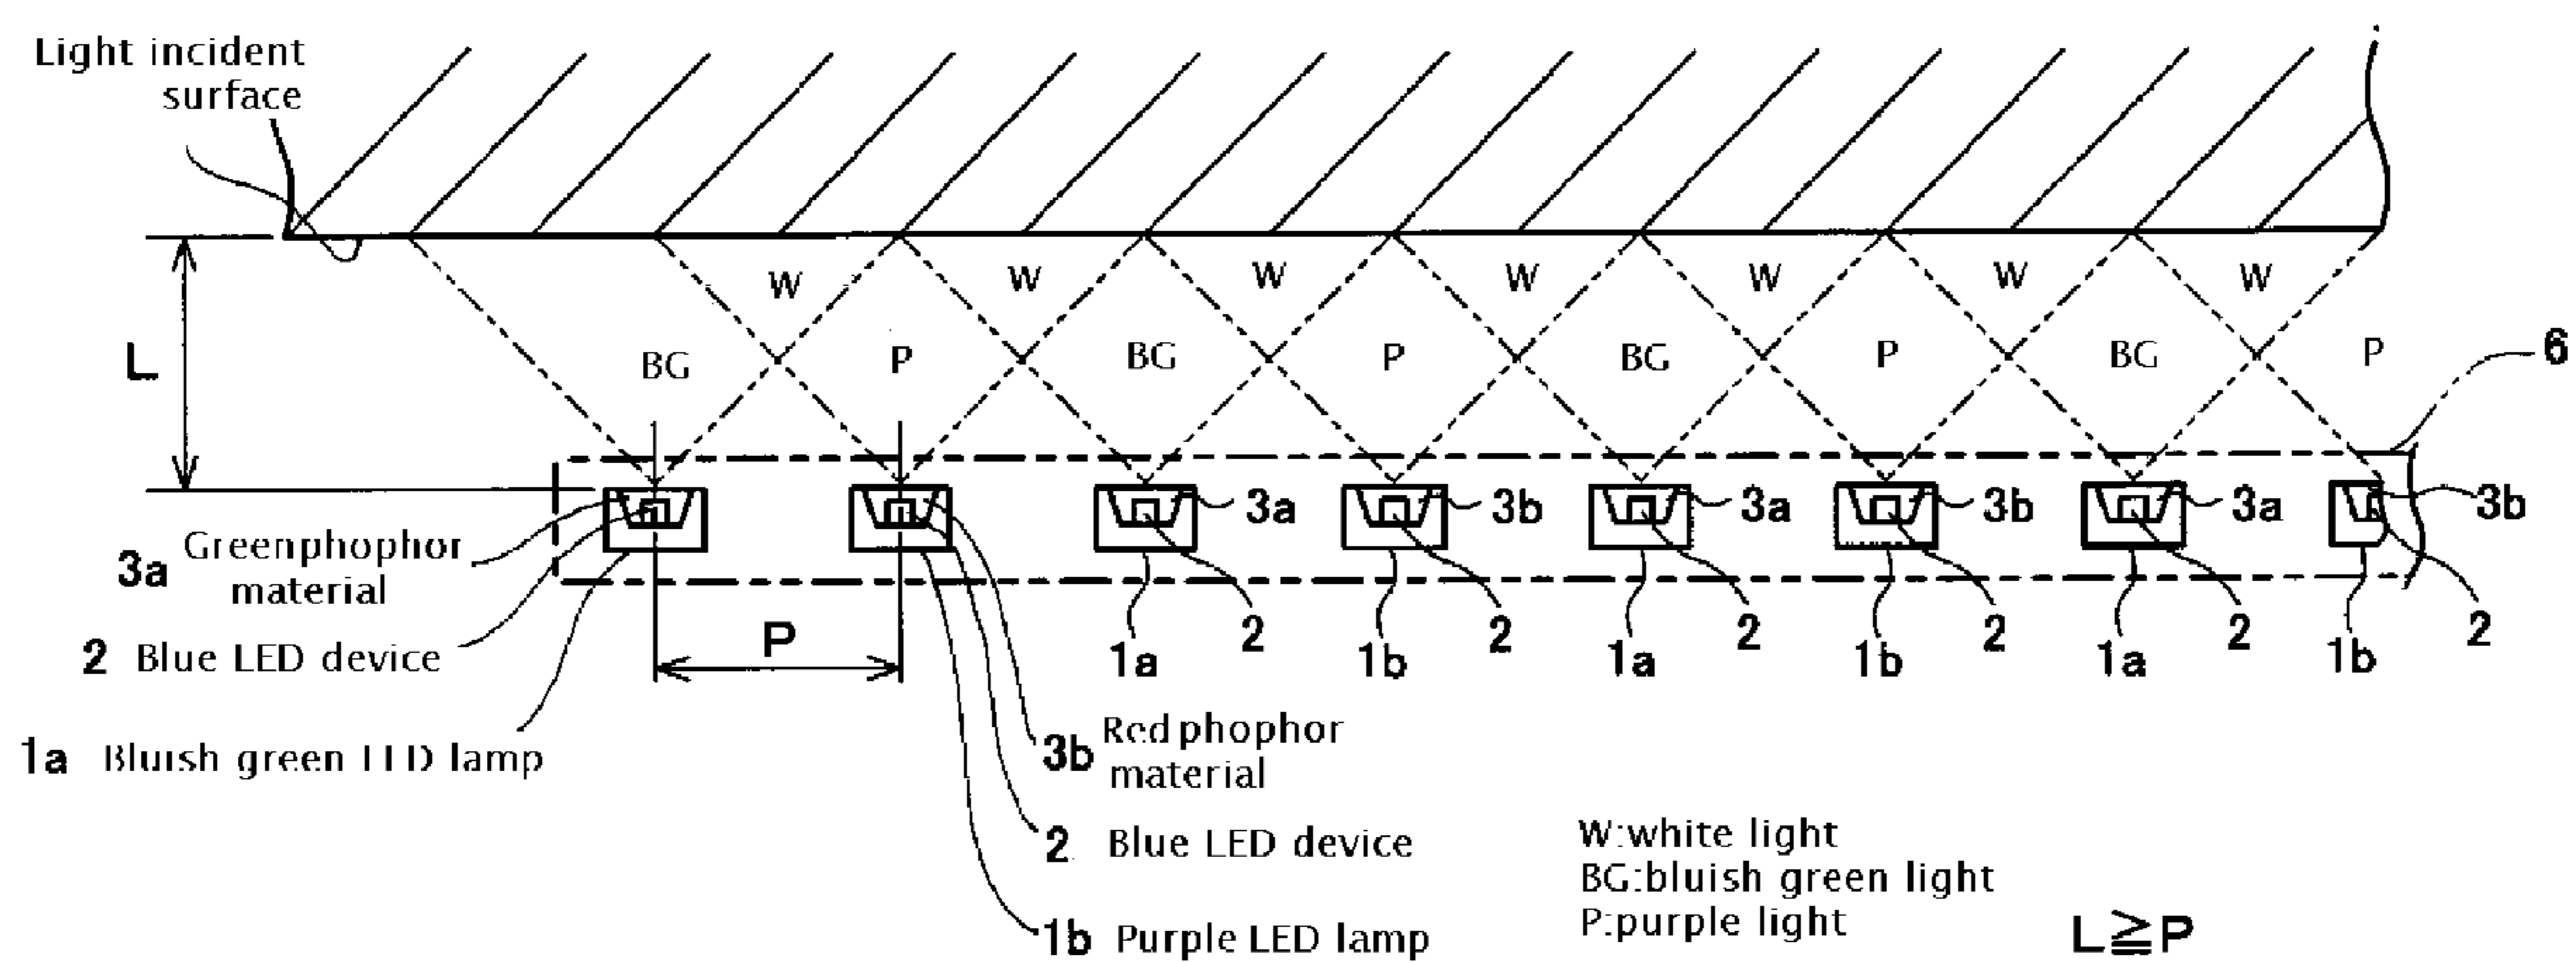 Light incident
surface
W W W W W W W
L
BG P BG P BG P BG P
6
3a 3b 3a 3b 3a 3b
3a Greenphophor
material
2 2 2 2 2 2
2 Blue LED device
P
1a 1b 1a 1b 1a 1b
1a Bluish green LED lamp
3b Red phophor
material
2 Blue LED device
1b Purple LED lamp
W:white light
BG:bluish green light
P:purple light
L≧P